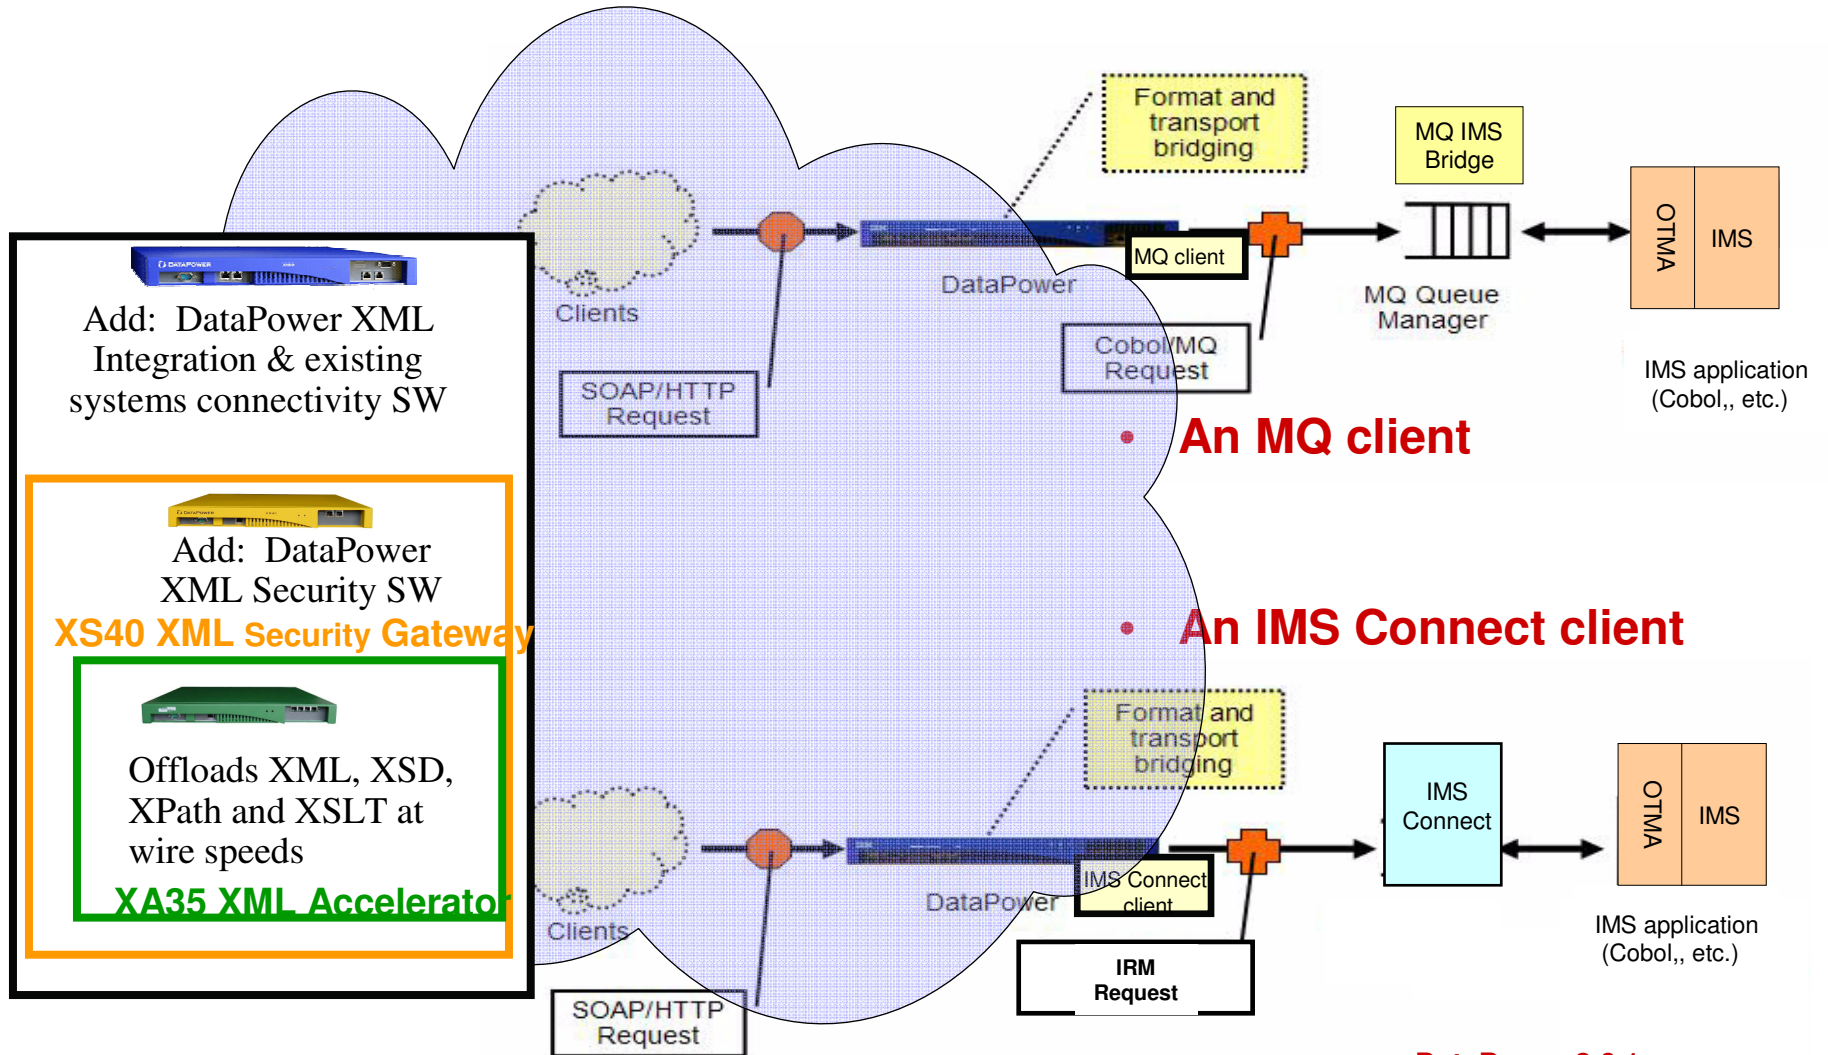 DATAPOWER
Add: DataPower XML
Integration & existing
systems connectivity SW
DATAPOWER
Add: DataPower
XML Security SW
XS40 XML Security Gateway
Offloads XML, XSD,
XPath and XSLT at
wire speeds
XA35 XML Accelerator
Format and
transport
bridging
MQ IMS
Bridge
Clients
SOAP/HTTP
Request
DataPower
MQ client
Cobol/MQ
Request
MQ Queue
Manager
OTMA
IMS
IMS application
(Cobol,, etc.)
• An MQ client
• An IMS Connect client
Format and
transport
bridging
Clients
SOAP/HTTP
Request
DataPower
IMS Connect
client
IRM
Request
IMS
Connect
OTMA
IMS
IMS application
(Cobol,, etc.)